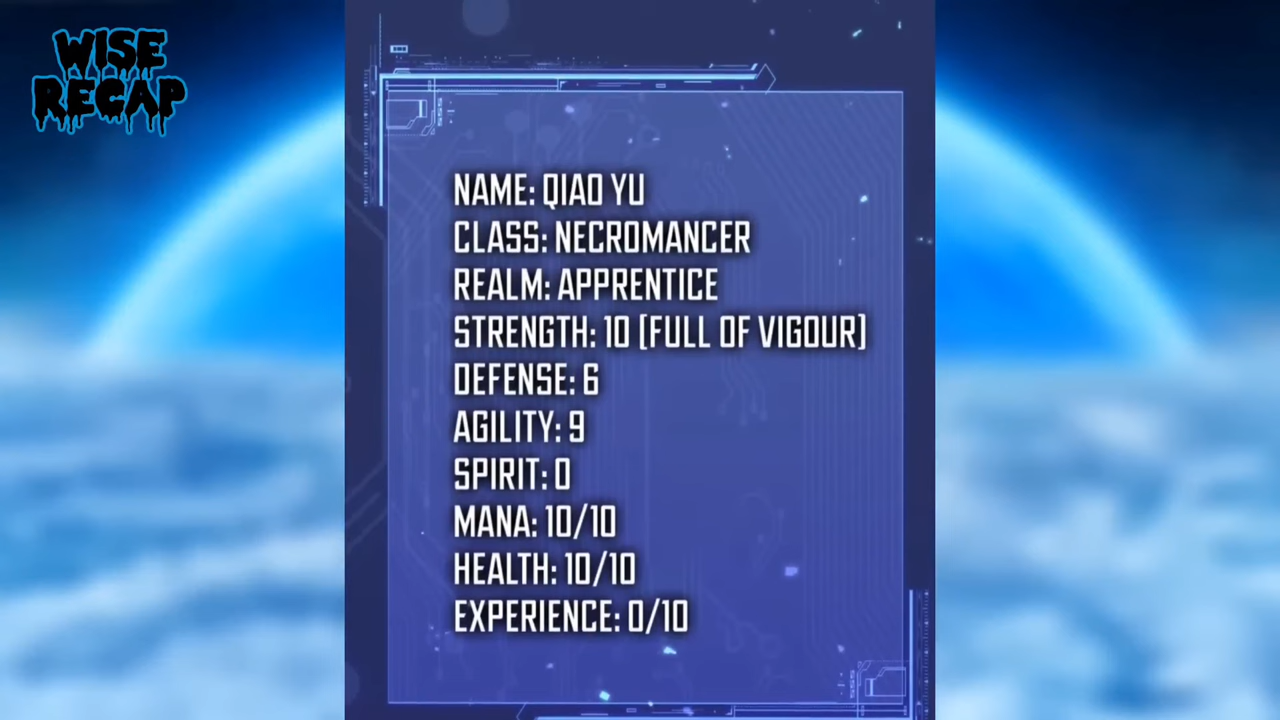 WISE
RECAP
NAME: QIAO YU
CLASS: NECROMANCER
REALM: APPRENTICE
STRENGTH: 10 [FULL OF VIGOUR]
DEFENSE: 6
AGILITY: 9
SPIRIT: 0
MANA: 10/10
HEALTH: 10/10
EXPERIENCE: 0/10